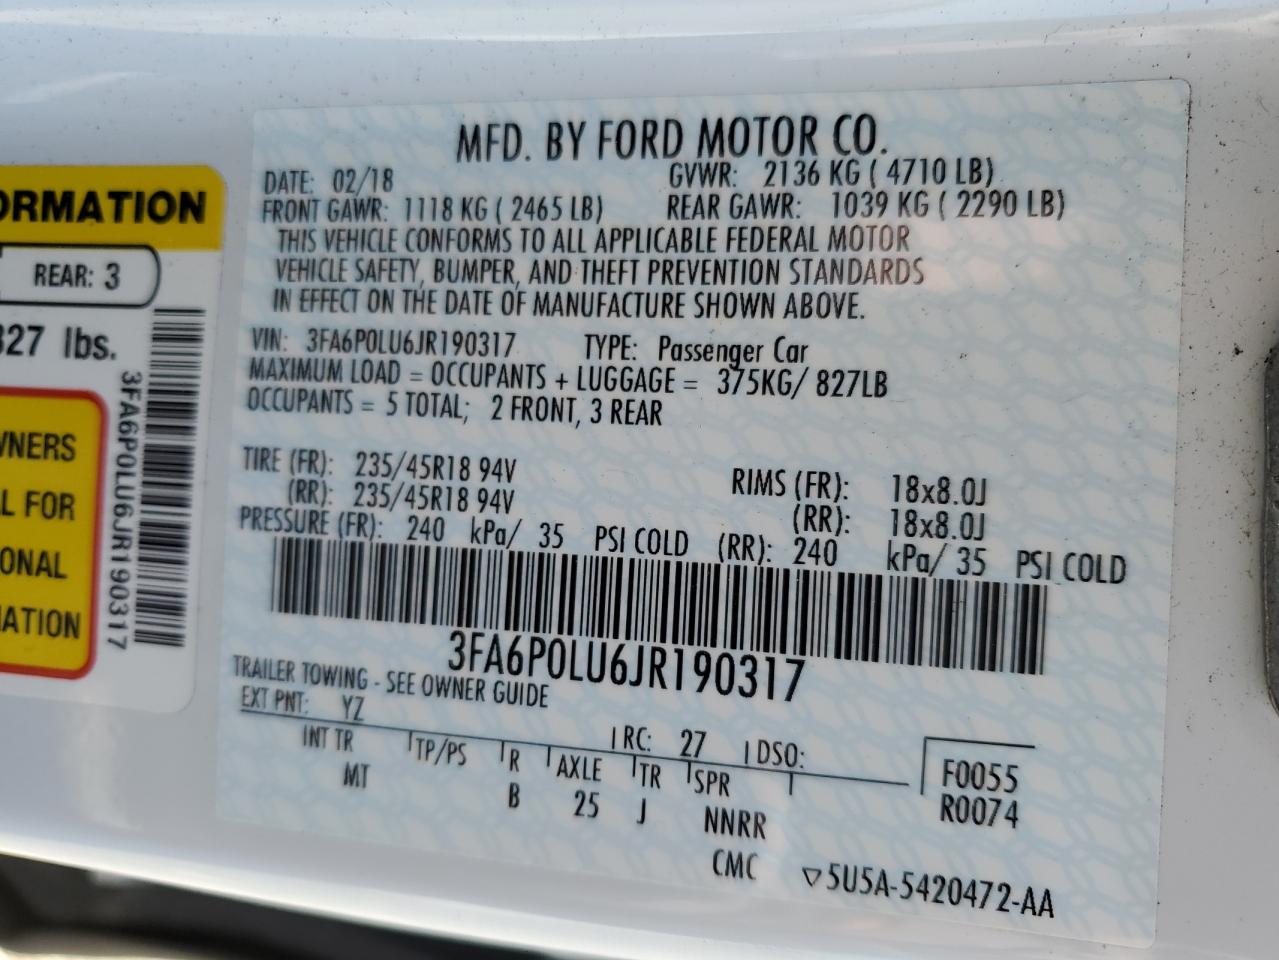 MFD. BY FORD MOTOR CO.
DATE: 02/18 GVWR: 2136 KG ( 4710 LB)
FRONT GAWR: 1118 KG ( 2465 LB) REAR GAWR: 1039 KG ( 2290 LB)
THIS VEHICLE CONFORMS TO ALL APPLICABLE FEDERAL MOTOR
VEHICLE SAFETY, BUMPER, AND THEFT PREVENTION STANDARDS
IN EFFECT ON THE DATE OF MANUFACTURE SHOWN ABOVE.
VIN: 3FA6P0LU6JR190317 TYPE: Passenger Car
MAXIMUM LOAD = OCCUPANTS + LUGGAGE = 375KG/ 827LB
OCCUPANTS = 5 TOTAL; 2 FRONT, 3 REAR
TIRE (FR): 235/45R18 94V RIMS (FR): 18x8.0J
(RR): 235/45R18 94V (RR): 18x8.0J
PRESSURE (FR): 240 kPa/ 35 PSI COLD (RR): 240 kPa/ 35 PSI COLD
3FA6P0LU6JR190317
TRAILER TOWING - SEE OWNER GUIDE
EXT PNT: YZ RC: 27 DSO:
INT TR TP/PS R AXLE TR SPR
MT B 25 J NNRR
CMC
F0055
R0074
▽5U5A-5420472-AA
ORMATION
REAR: 3
827 lbs.
3FA6P0LU6JR190317
WNERS
L FOR
ONAL
MATION